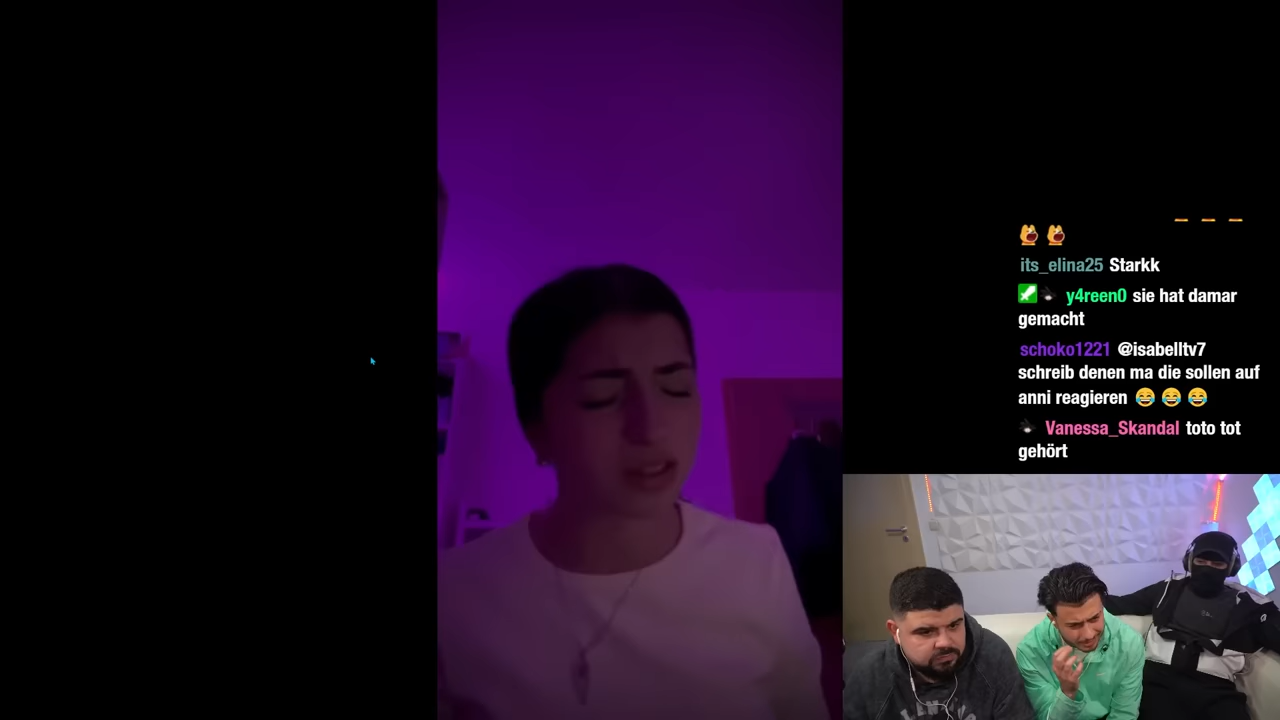 its_elina25 Starkk
y4reen0 sie hat damar
gemacht
schoko1221 @isabelltv7
schreib denen ma die sollen auf
anni reagieren 😂 😂 😂
Vanessa_Skandal toto tot
gehört